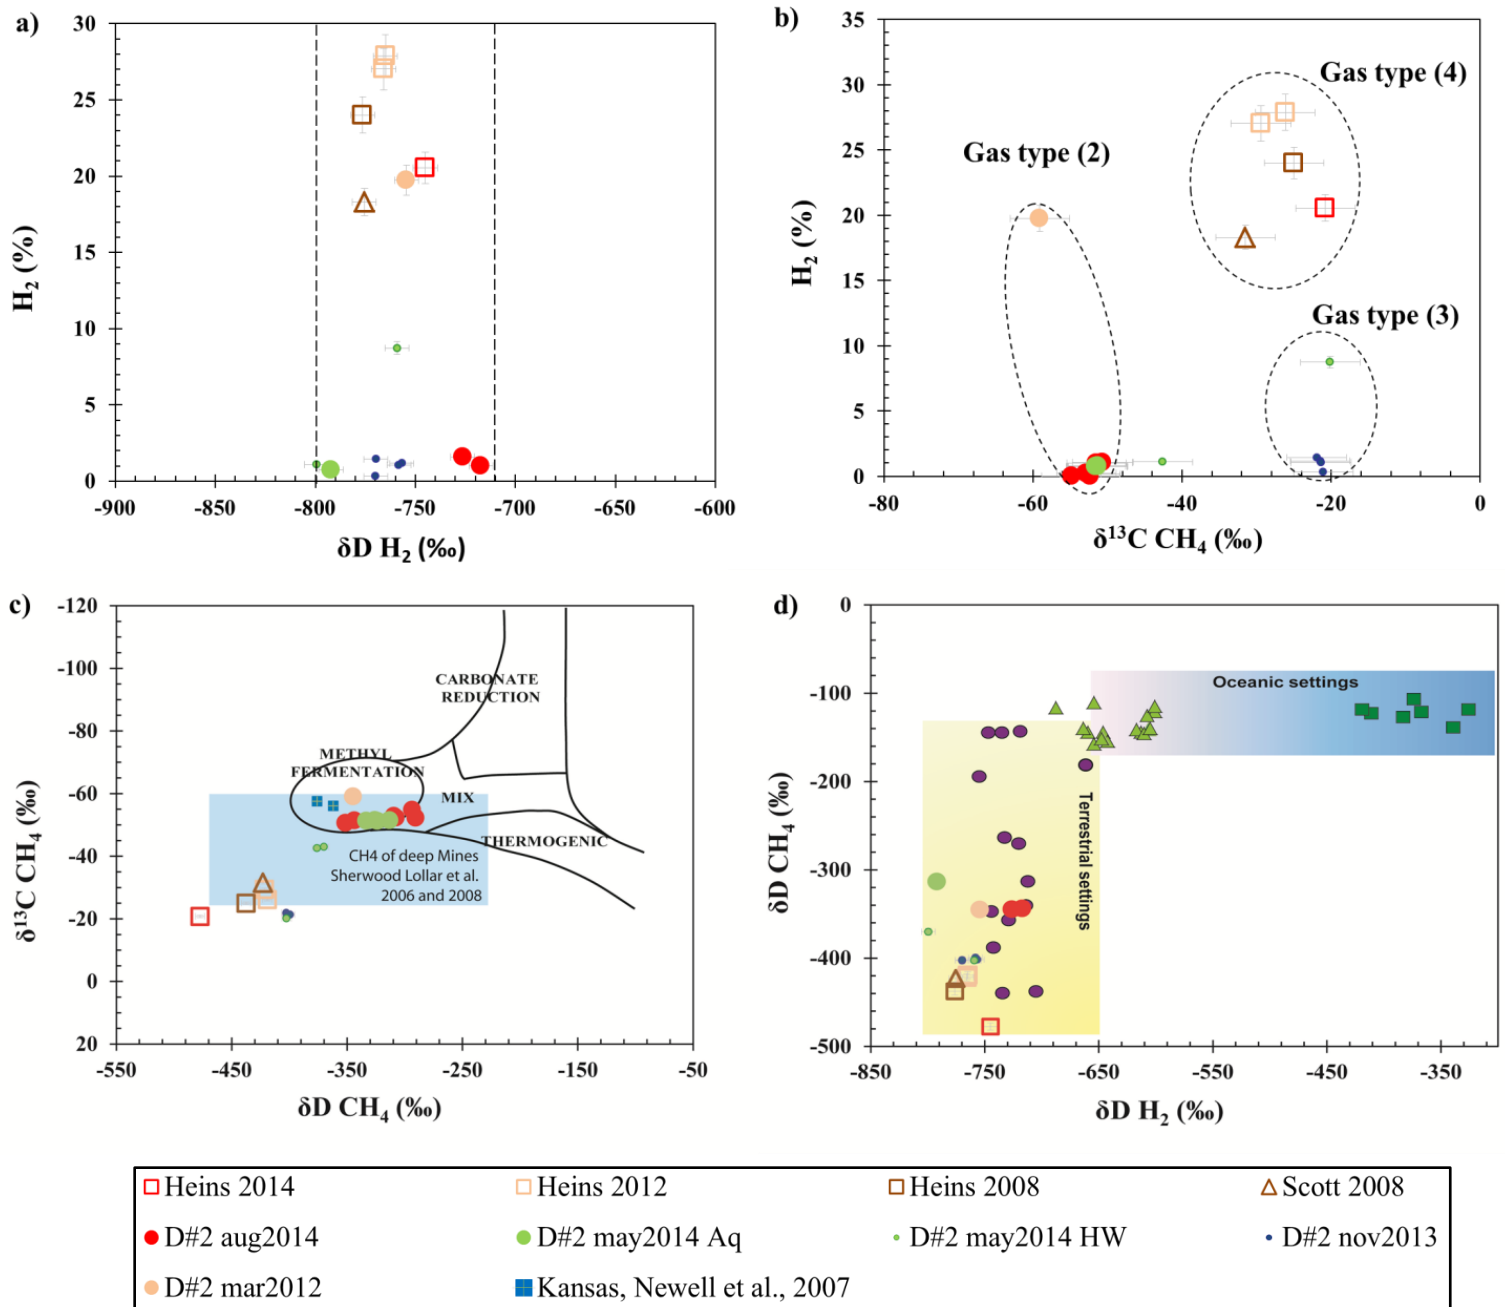 a)
30
25
20
15
10
5
0
H2 (%)
-900 -850 -800 -750 -700 -650 -600
δD H2 (‰)
b)
35
30
25
20
15
10
5
0
H2 (%)
Gas type (4)
Gas type (2)
Gas type (3)
-80 -60 -40 -20 0
δ13C CH4 (‰)
c)
-120
-100
-80
-60
-40
-20
0
20
δ13C CH4 (‰)
CARBONATE
REDUCTION
METHYL
FERMENTATION
MIX
THERMOGENIC
CH4 of deep Mines
Sherwood Lollar et al.
2006 and 2008
-550 -450 -350 -250 -150 -50
δD CH4 (‰)
d)
0
-100
-200
-300
-400
-500
δD CH4 (‰)
Oceanic settings
Terrestrial settings
-850 -750 -650 -550 -450 -350
δD H2 (‰)
Heins 2014 Heins 2012 Heins 2008 Scott 2008
D#2 aug2014 D#2 may2014 Aq D#2 may2014 HW D#2 nov2013
D#2 mar2012 Kansas, Newell et al., 2007